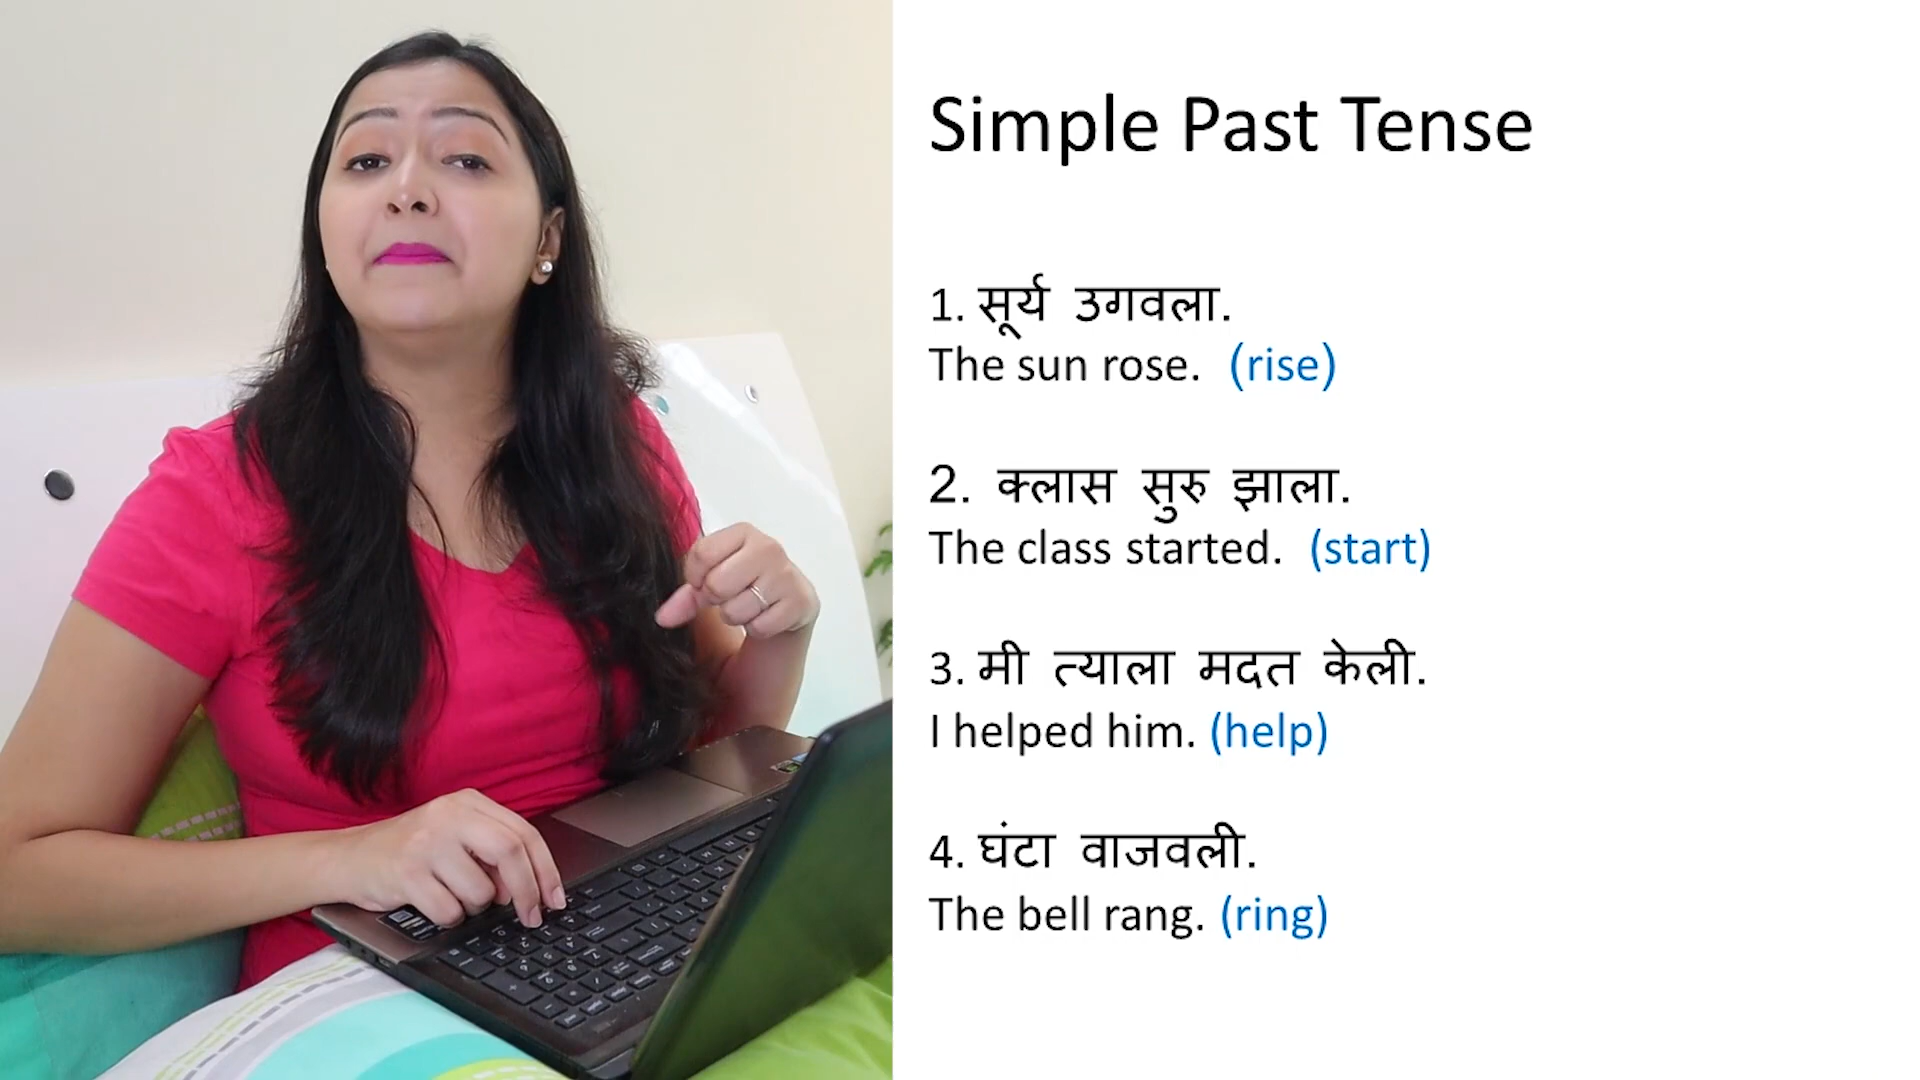 Simple Past Tense
1. सूर्य उगवला.
The sun rose. (rise)
2. क्लास सुरु झाला.
The class started. (start)
3. मी त्याला मदत केली.
I helped him. (help)
4. घंटा वाजवली.
The bell rang. (ring)